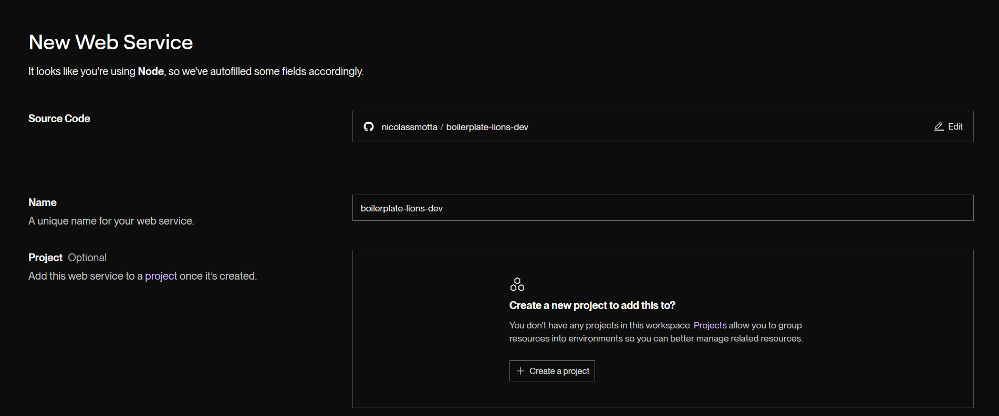 New Web Service
It looks like you're using Node, so we've autofilled some fields accordingly.
Source Code
nicolassmotta / boilerplate-lions-dev
Edit
Name
A unique name for your web service.
boilerplate-lions-dev
Project Optional
Add this web service to a project once it’s created.
Create a new project to add this to?
You don’t have any projects in this workspace. Projects allow you to group
resources into environments so you can better manage related resources.
Create a project